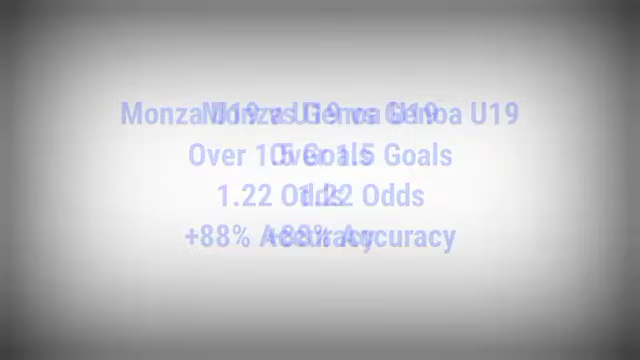 Monza U19 vs Genoa U19
Over 1.5 Goals
1.22 Odds
+88% Accuracy